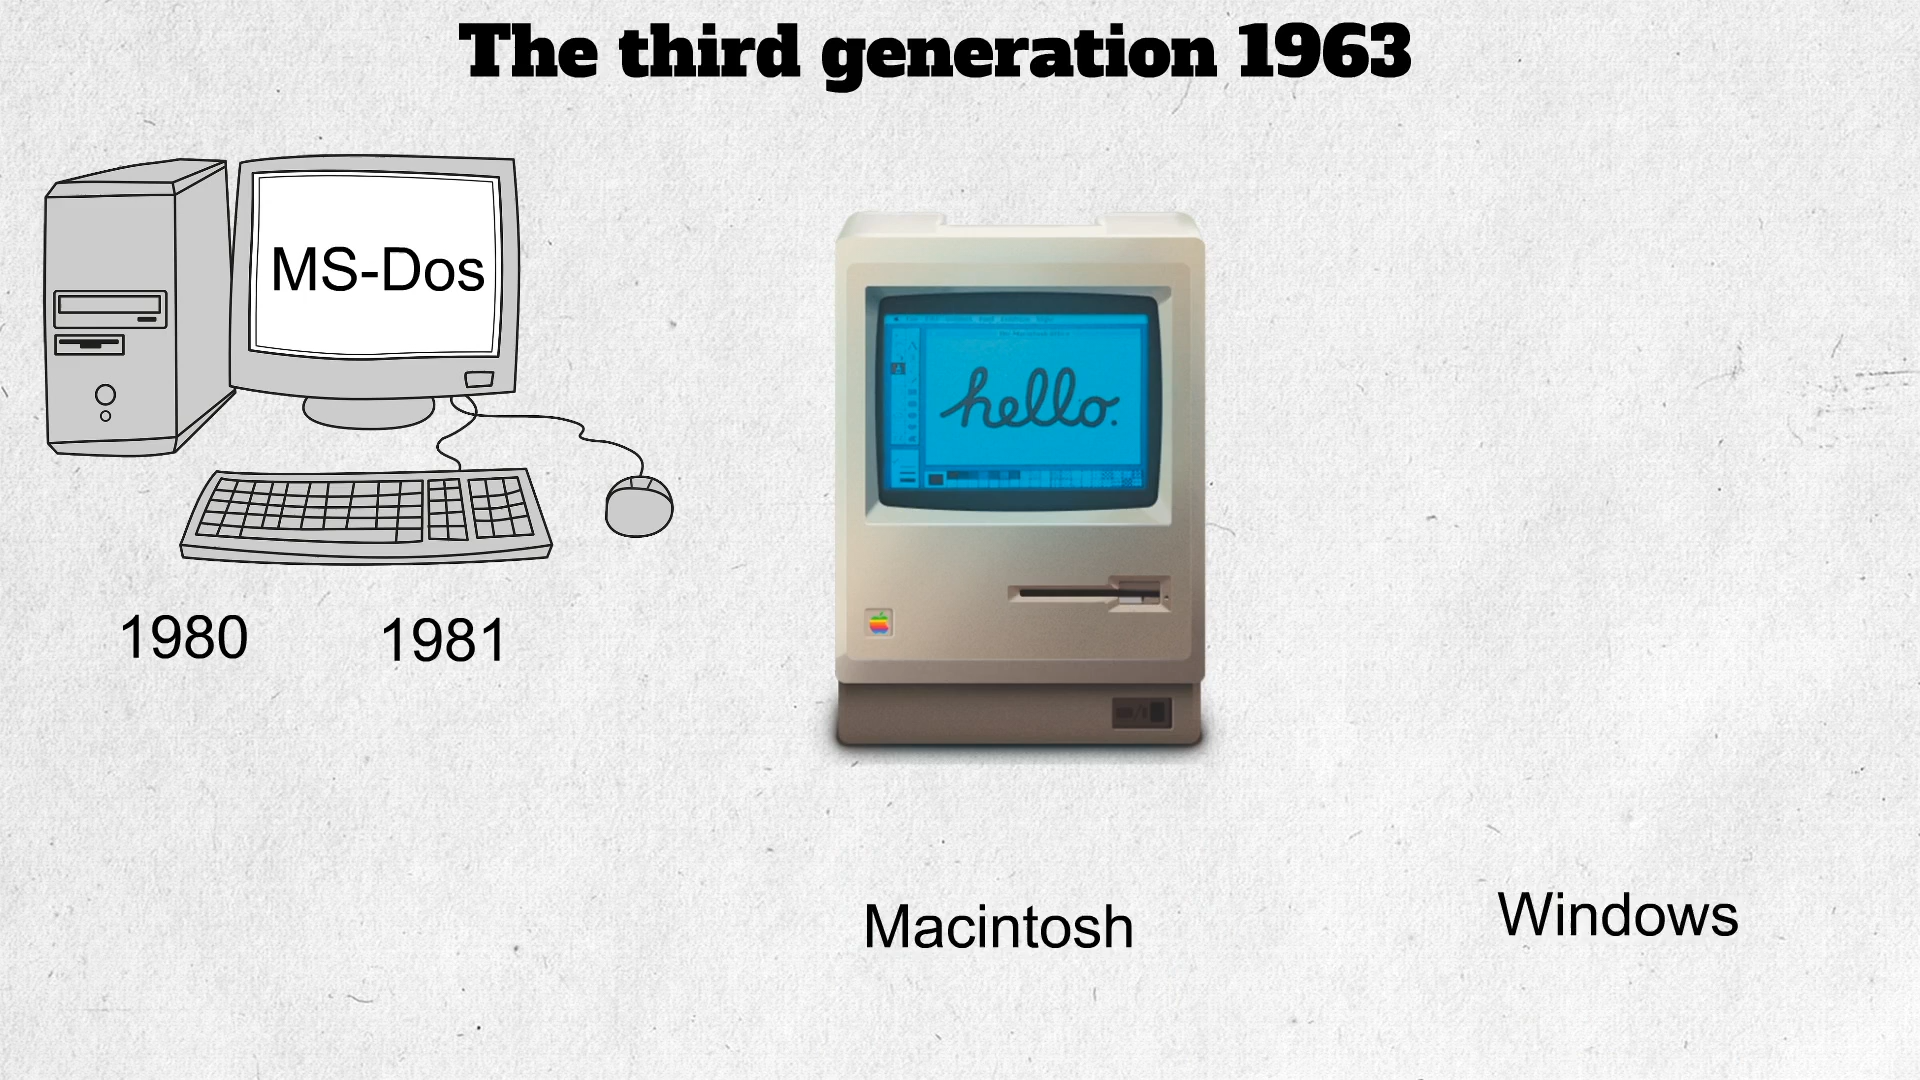 The third generation 1963
MS-Dos
hello.
1980
1981
Macintosh
Windows